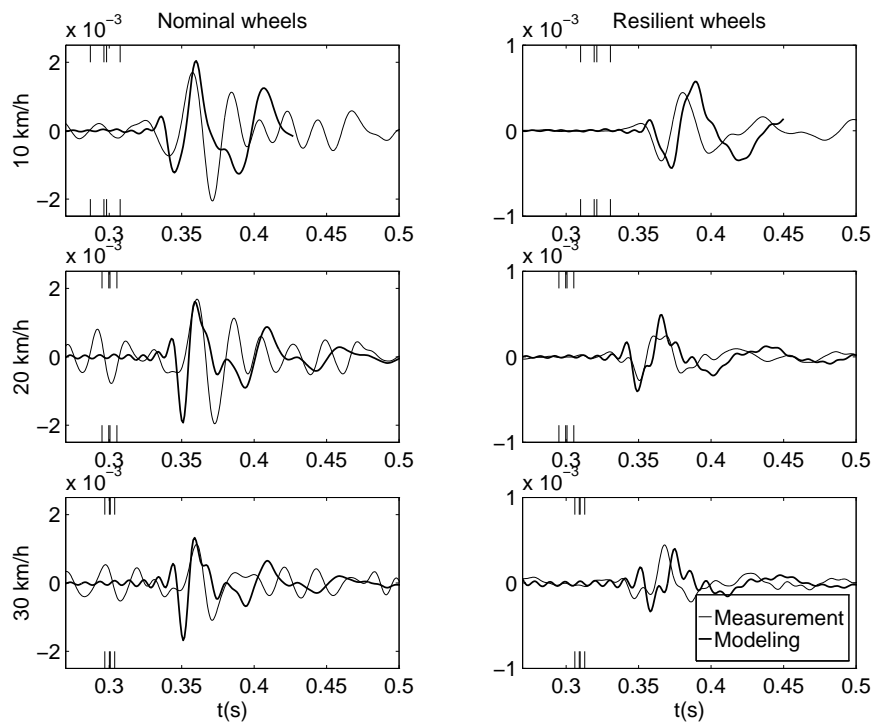 Nominal wheels
Resilient wheels
x 10⁻³
x 10⁻³
10 km/h
2
0
−2
0.3 0.35 0.4 0.45 0.5
1
0
−1
0.3 0.35 0.4 0.45 0.5
x 10⁻³
x 10⁻³
20 km/h
2
0
−2
0.3 0.35 0.4 0.45 0.5
1
0
−1
0.3 0.35 0.4 0.45 0.5
x 10⁻³
x 10⁻³
30 km/h
2
0
−2
0.3 0.35 0.4 0.45 0.5
t(s)
1
0
−1
Measurement
Modeling
0.3 0.35 0.4 0.45 0.5
t(s)